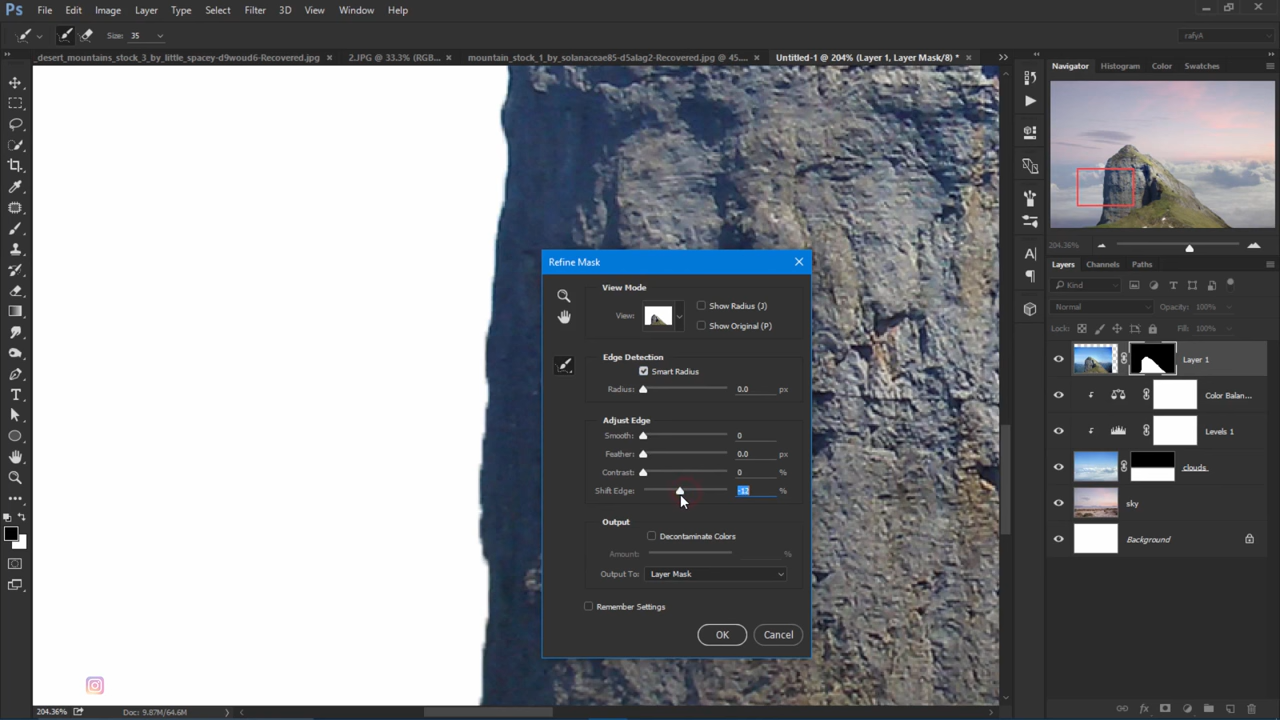 Ps File Edit Image Layer Type Select Filter 3D View Window Help
Size: 35 rafyA
_desert_mountains_stock_3_by_little_spacey-d9woud6-Recovered.jpg × 2.JPG @ 33.3% (RGB... × mountain_stock_1_by_solanaceae85-d5alag2-Recovered.jpg @ 45.... × Untitled-1 @ 204% (Layer 1, Layer Mask/8) * ×
Navigator Histogram Color Swatches
204.36%
Layers Channels Paths
Kind
Normal Opacity: 100%
Lock: Fill: 100%
Layer 1
Color Balan...
Levels 1
clouds
sky
Background
Refine Mask
View Mode
View: Show Radius (J)
Show Original (P)
Edge Detection
Smart Radius
Radius: 0.0 px
Adjust Edge
Smooth: 0
Feather: 0.0 px
Contrast: 0 %
Shift Edge: -12 %
Output
Decontaminate Colors
Amount: %
Output To: Layer Mask
Remember Settings
OK Cancel
204.36% Doc: 9.87M/64.6M